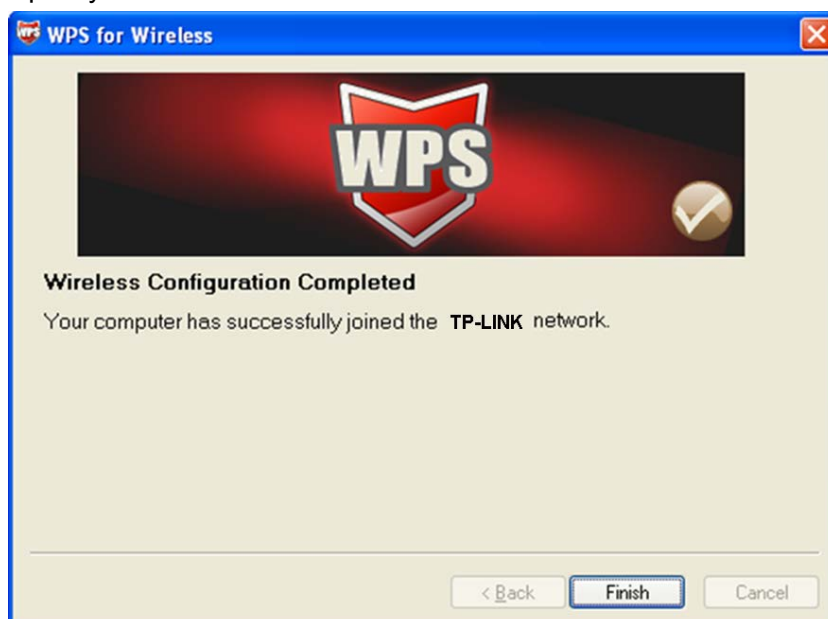 WPS for Wireless
WPS
Wireless Configuration Completed
Your computer has successfully joined the TP-LINK network.
< Back
Finish
Cancel